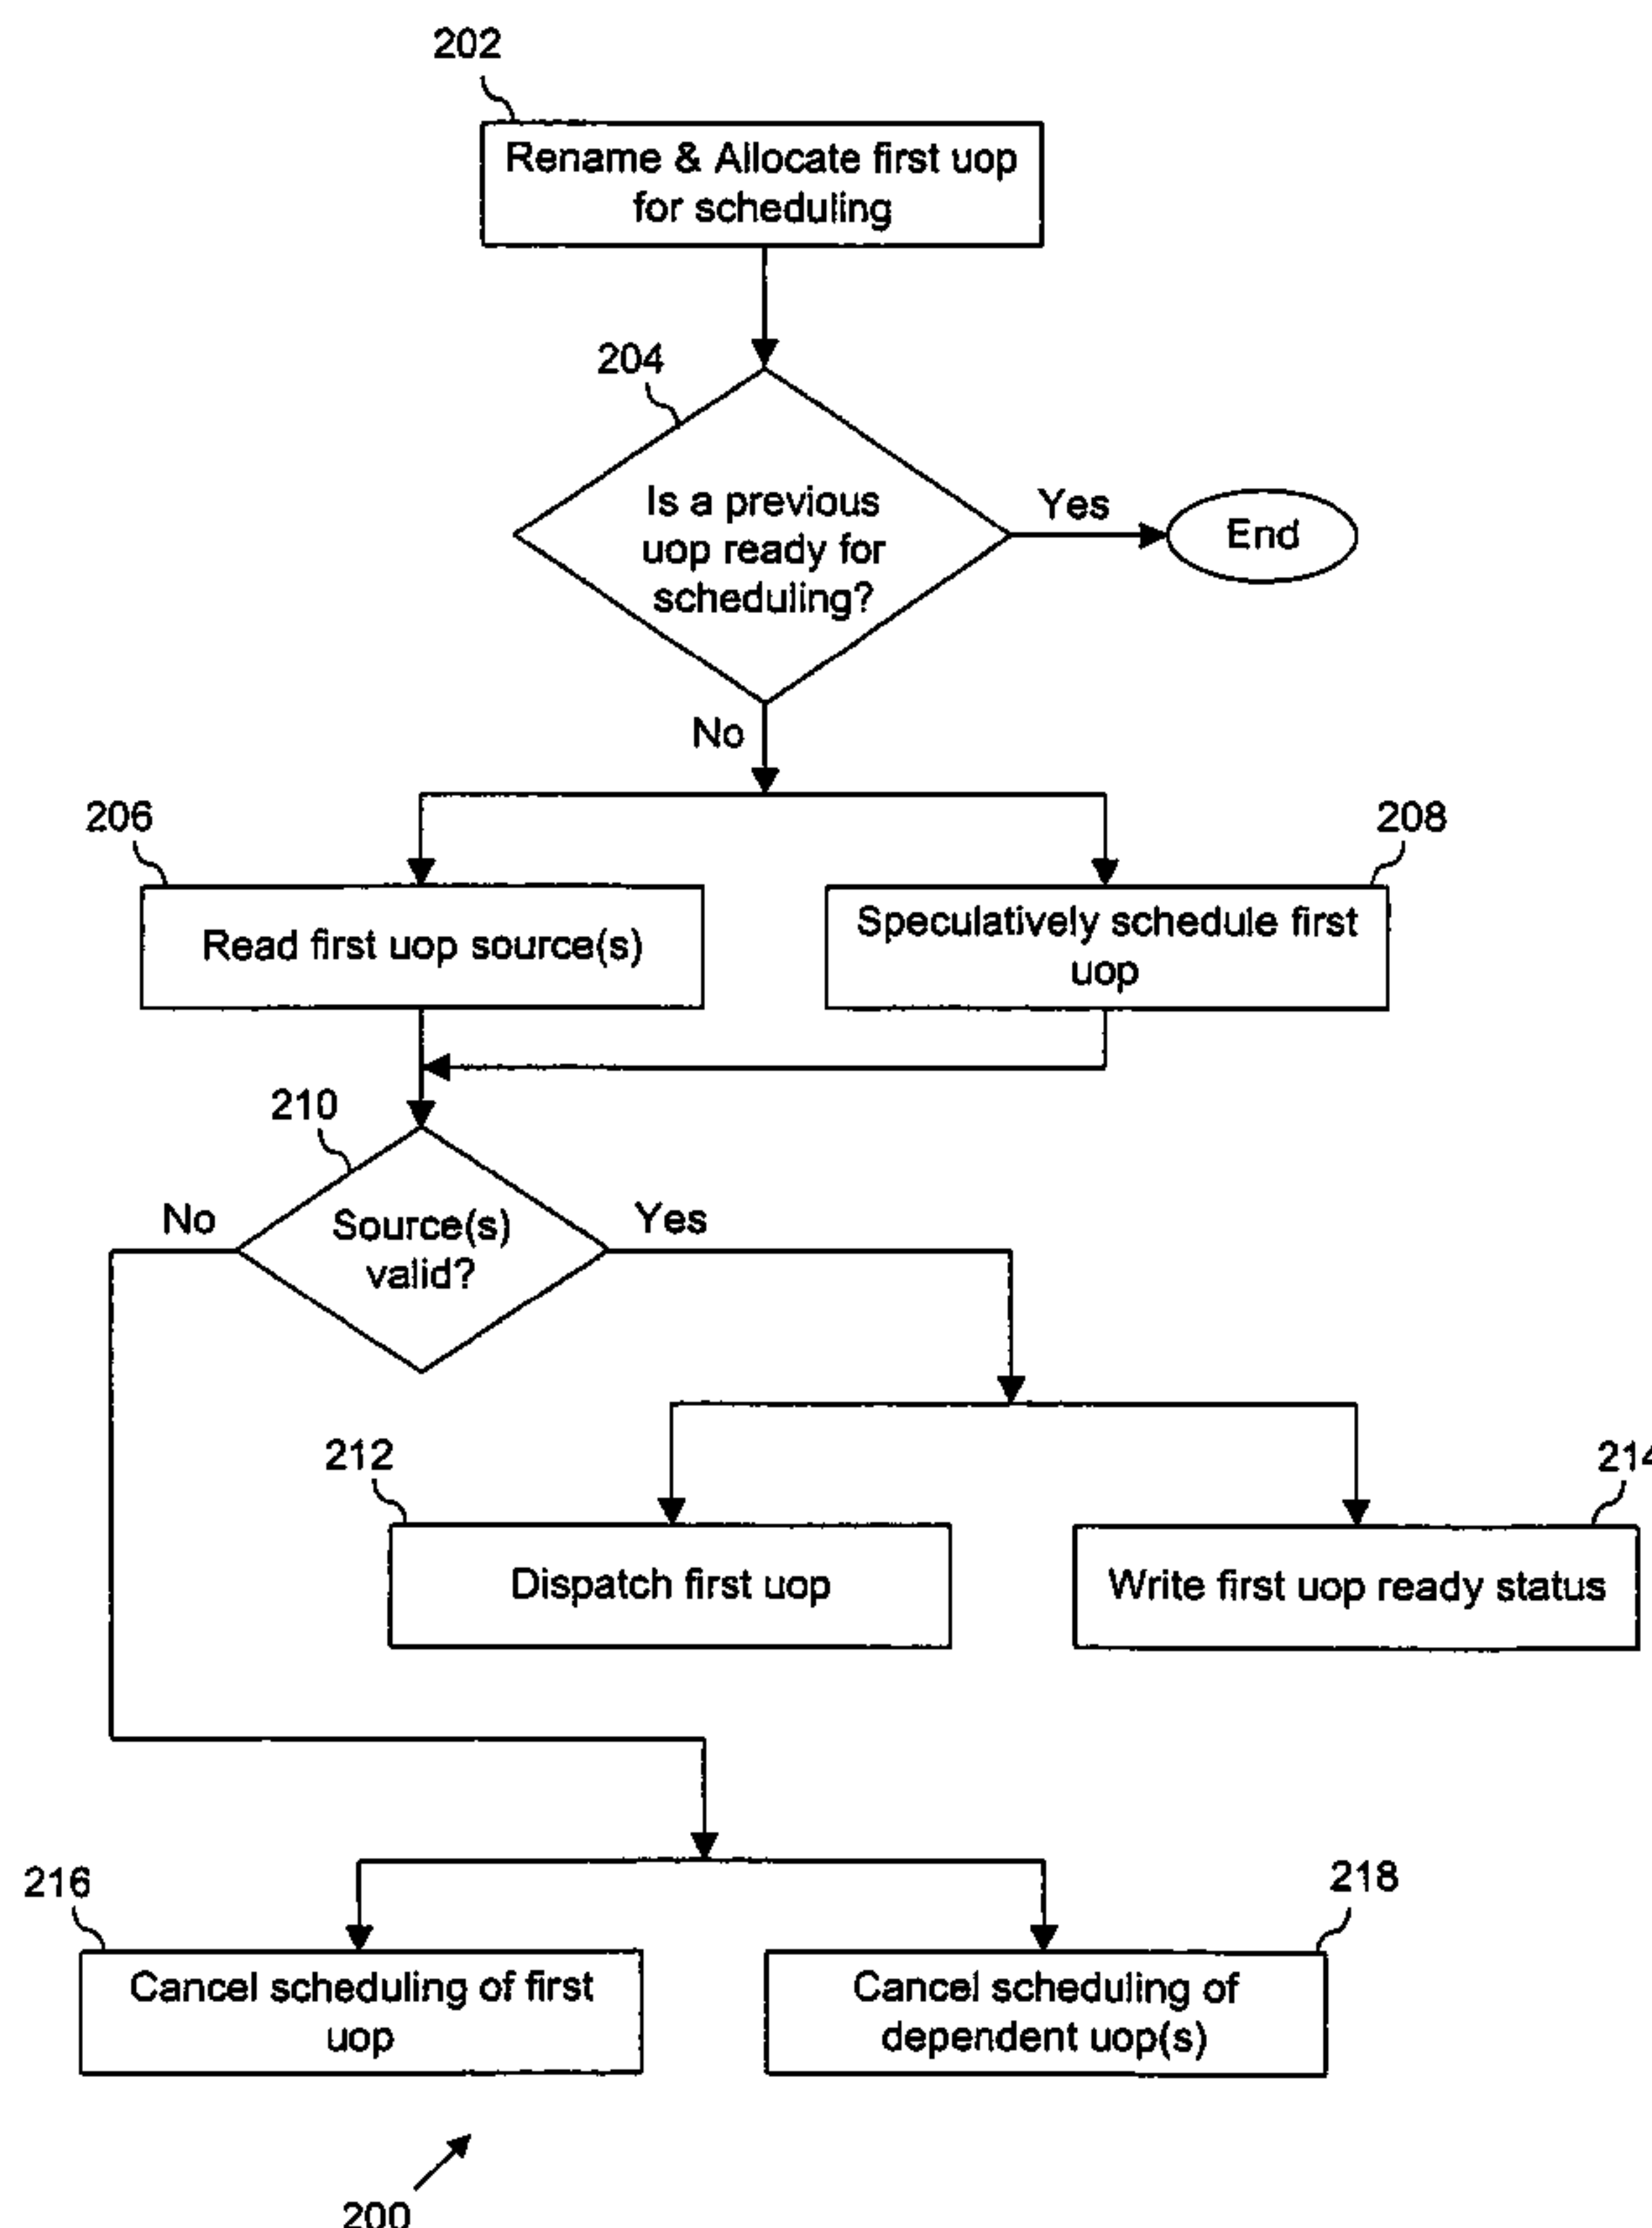 202
Rename & Allocate first uop
for scheduling
204
Is a previous
uop ready for
scheduling?
Yes
End
No
206
208
Read first uop source(s)
Speculatively schedule first
uop
210
No
Source(s)
valid?
Yes
212
214
Dispatch first uop
Write first uop ready status
216
218
Cancel scheduling of first
uop
Cancel scheduling of
dependent uop(s)
200